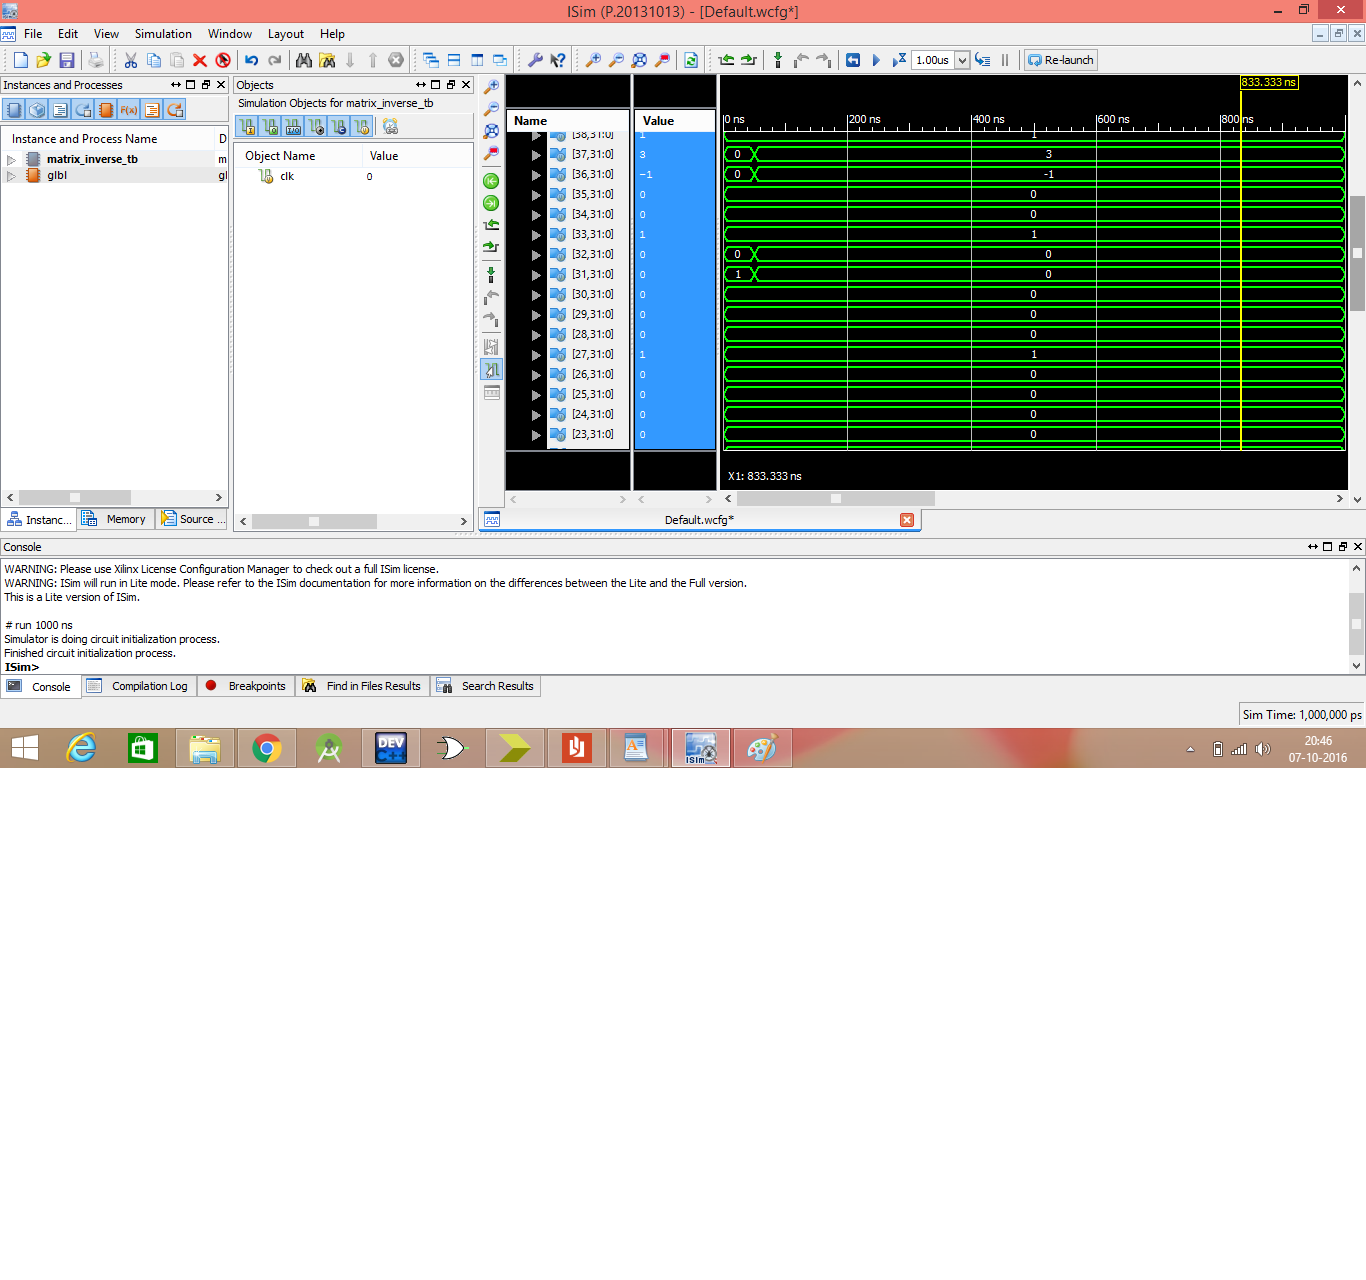 ISim (P.20131013) - [Default.wcfg*]
File Edit View Simulation Window Layout Help
1.00us Re-launch
Instances and Processes
Instance and Process Name D
matrix_inverse_tb m
glbl gl
Instanc... Memory Source ...
Objects
Simulation Objects for matrix_inverse_tb
Object Name Value
clk 0
833.333 ns
Name Value 0 ns 200 ns 400 ns 600 ns 800 ns
[38,31:0] 1 1
[37,31:0] 3 0 3
[36,31:0] -1 0 -1
[35,31:0] 0 0
[34,31:0] 0 0
[33,31:0] 1 1
[32,31:0] 0 0 0
[31,31:0] 0 1 0
[30,31:0] 0 0
[29,31:0] 0 0
[28,31:0] 0 0
[27,31:0] 1 1
[26,31:0] 0 0
[25,31:0] 0 0
[24,31:0] 0 0
[23,31:0] 0 0
X1: 833.333 ns
Default.wcfg*
Console
WARNING: Please use Xilinx License Configuration Manager to check out a full ISim license.
WARNING: ISim will run in Lite mode. Please refer to the ISim documentation for more information on the differences between the Lite and the Full version.
This is a Lite version of ISim.
# run 1000 ns
Simulator is doing circuit initialization process.
Finished circuit initialization process.
ISim>
Console Compilation Log Breakpoints Find in Files Results Search Results
Sim Time: 1,000,000 ps
DEV C++ ISim
20:46
07-10-2016